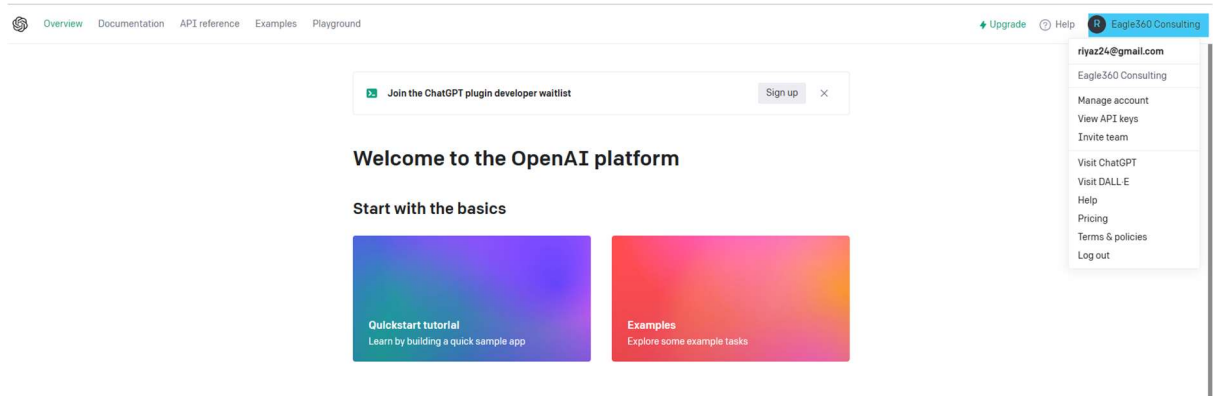 Overview Documentation API reference Examples Playground Upgrade Help R Eagle360 Consulting
riyaz24@gmail.com
Eagle360 Consulting
Manage account
View API keys
Invite team
Visit ChatGPT
Visit DALL·E
Help
Pricing
Terms & policies
Log out
Join the ChatGPT plugin developer waitlist Sign up
Welcome to the OpenAI platform
Start with the basics
Quickstart tutorial
Learn by building a quick sample app
Examples
Explore some example tasks